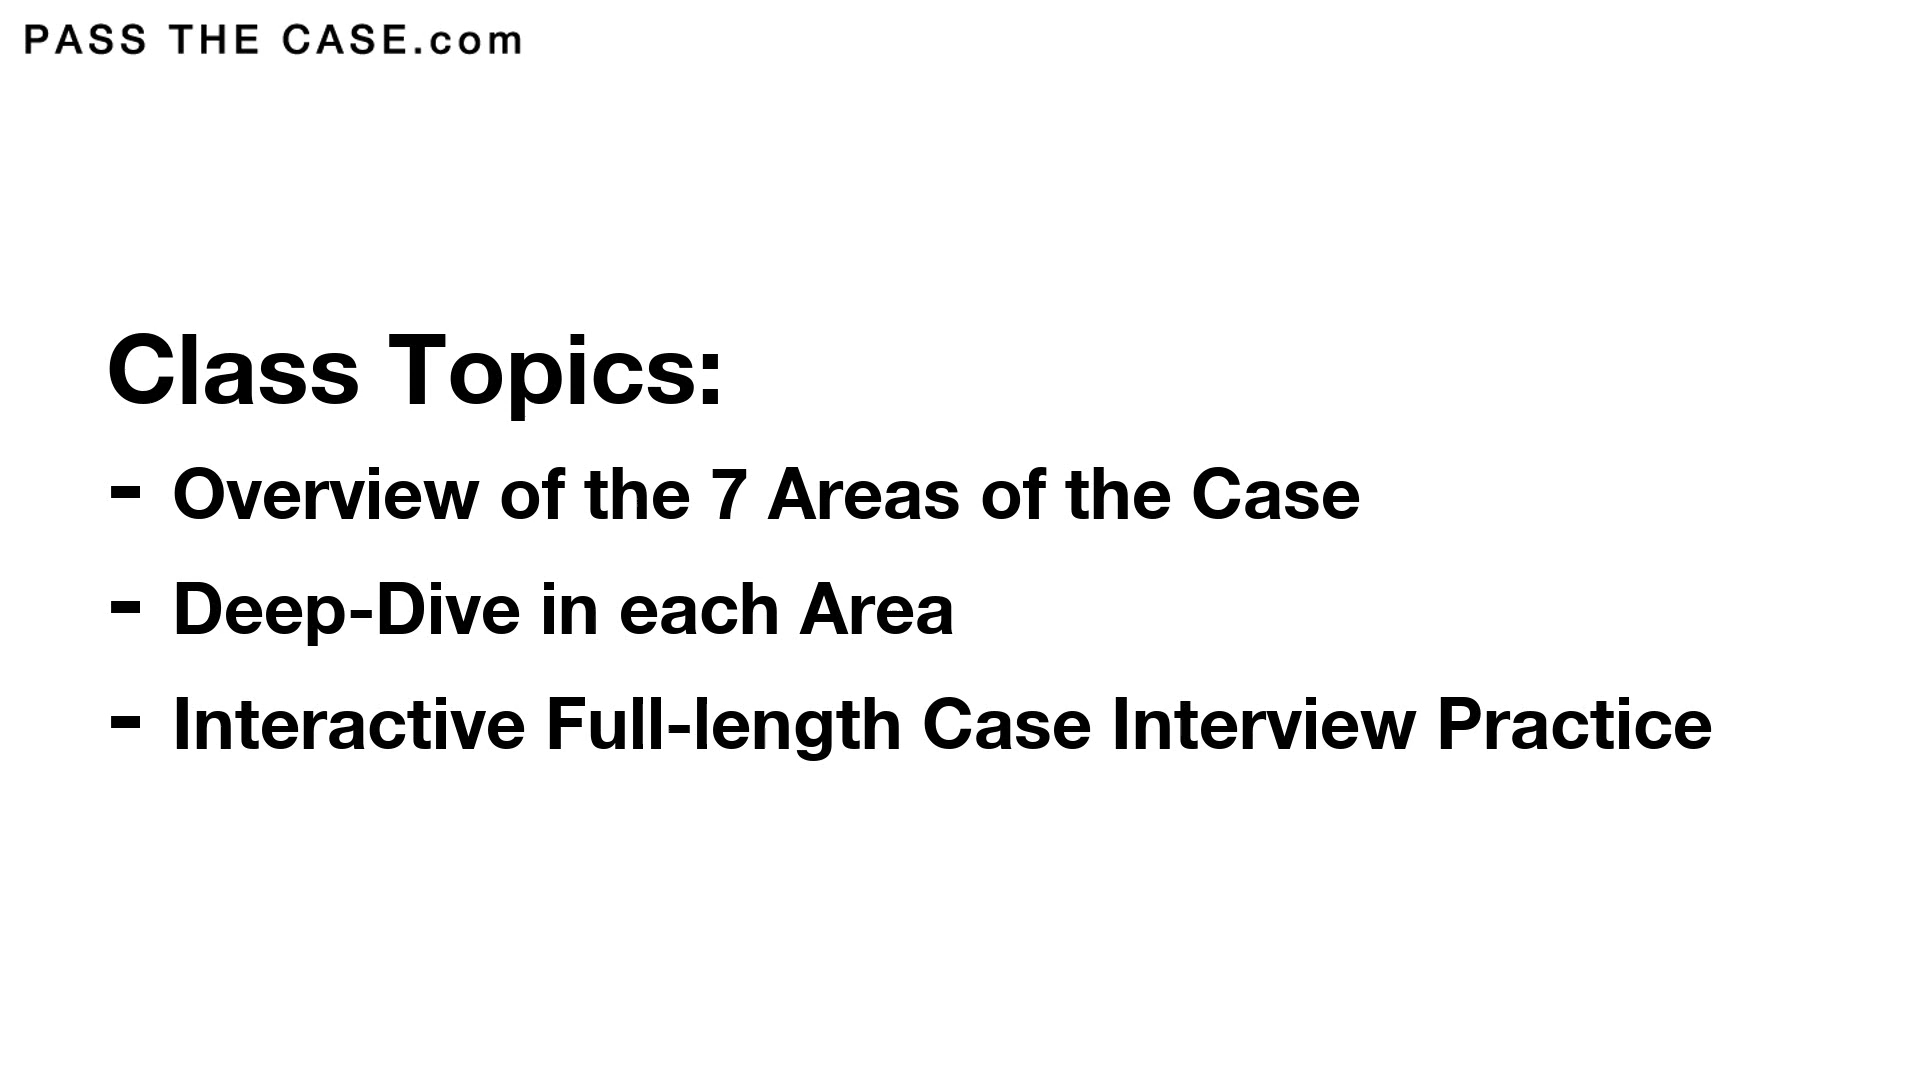 PASS THE CASE.com
Class Topics:
- Overview of the 7 Areas of the Case
- Deep-Dive in each Area
- Interactive Full-length Case Interview Practice